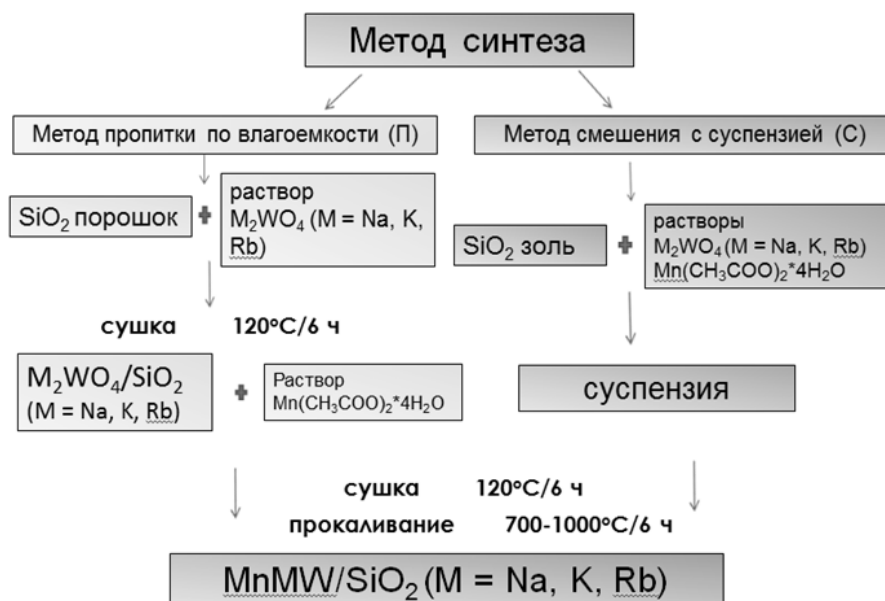 Метод синтеза
Метод пропитки по влагоемкости (П)
Метод смешения с суспензией (С)
SiO₂ порошок
+
раствор
M₂WO₄ (M = Na, K,
Rb)
SiO₂ золь
+
растворы
M₂WO₄(M = Na, K, Rb)
Mn(CH₃COO)₂*4H₂O
сушка 120°C/6 ч
M₂WO₄/SiO₂
(M = Na, K, Rb)
+
Раствор
Mn(CH₃COO)₂*4H₂O
суспензия
сушка 120°C/6 ч
прокаливание 700-1000°C/6 ч
MnMW/SiO₂ (M = Na, K, Rb)